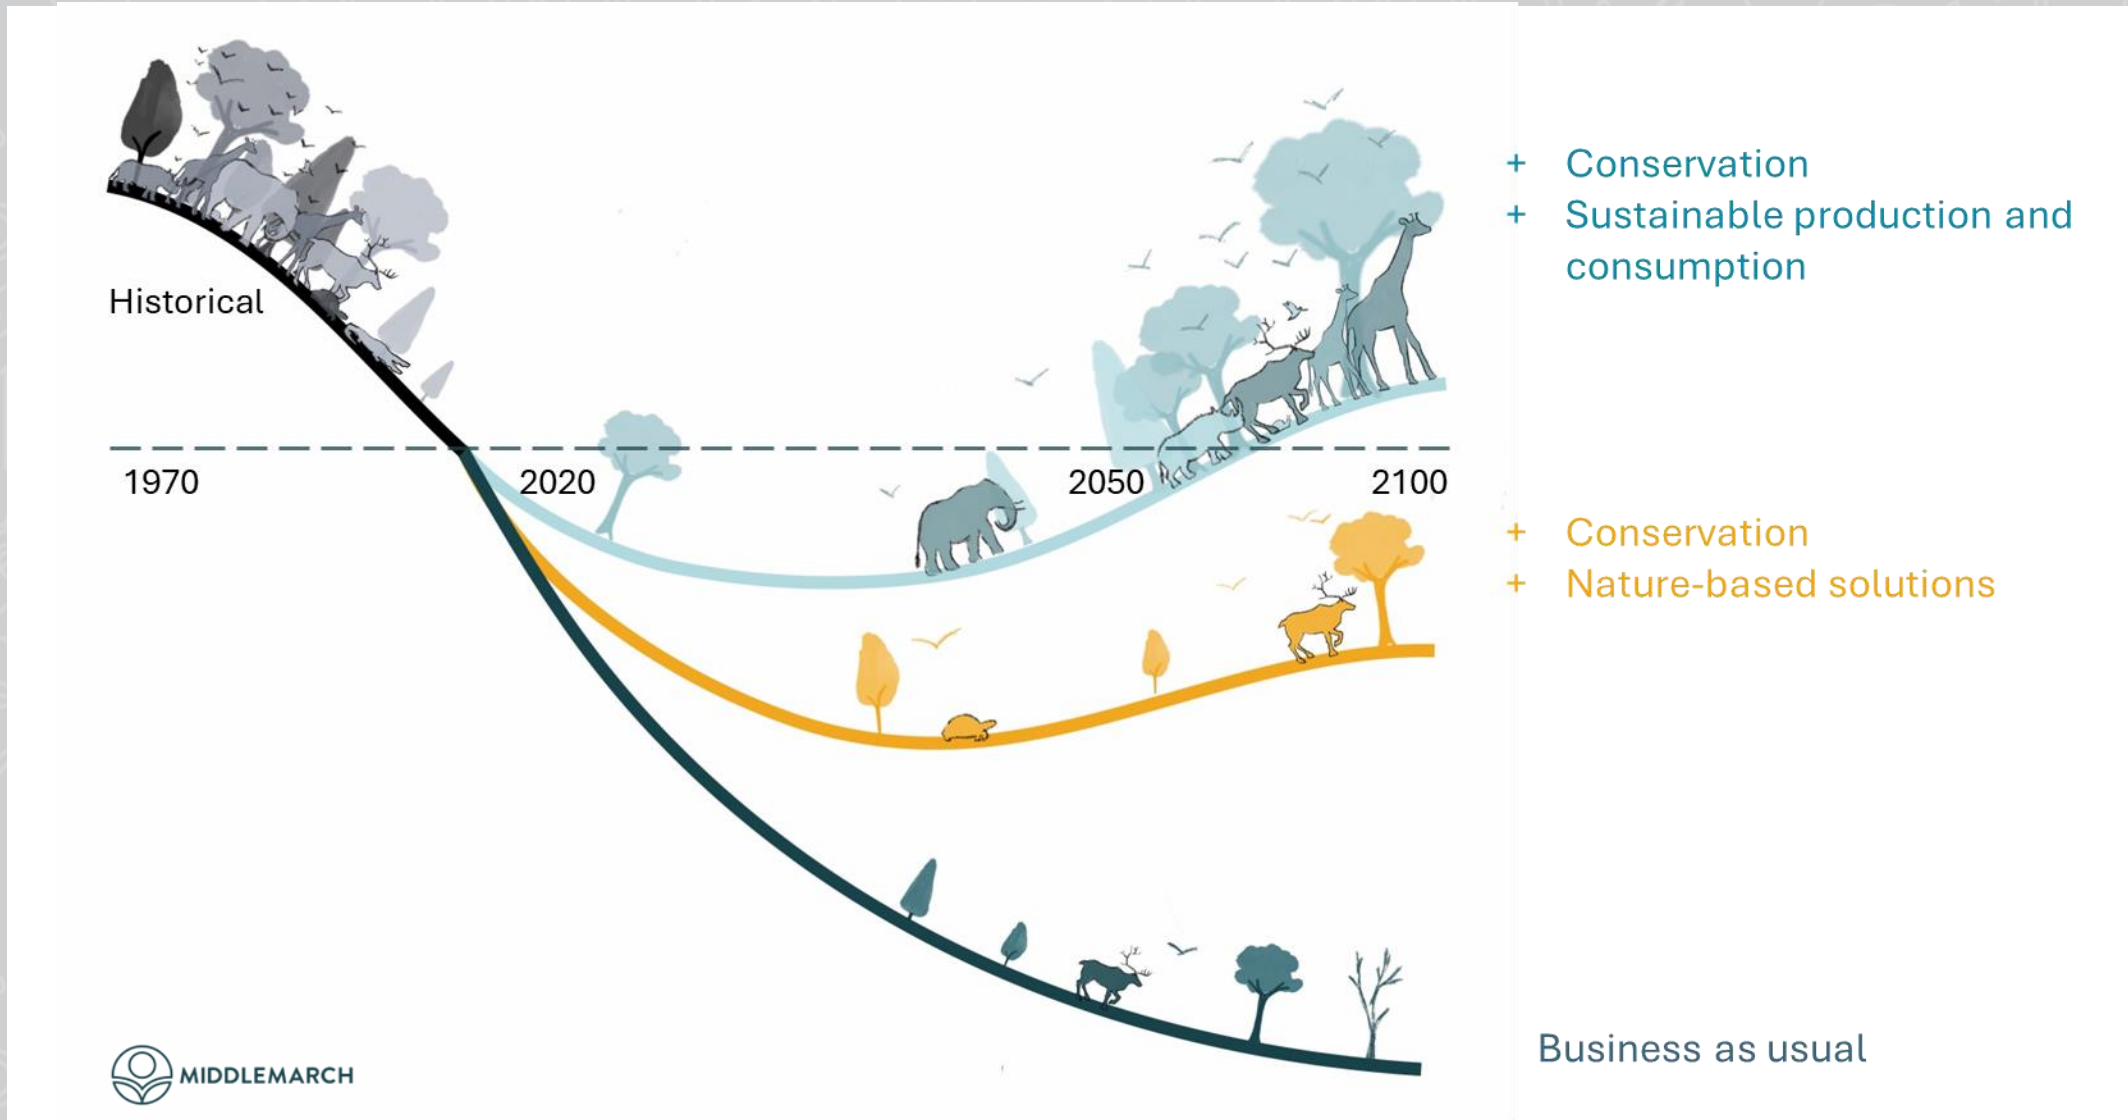 + Conservation
+ Sustainable production and
consumption
Historical
1970
2020
2050
2100
+ Conservation
+ Nature-based solutions
Business as usual
MIDDLEMARCH